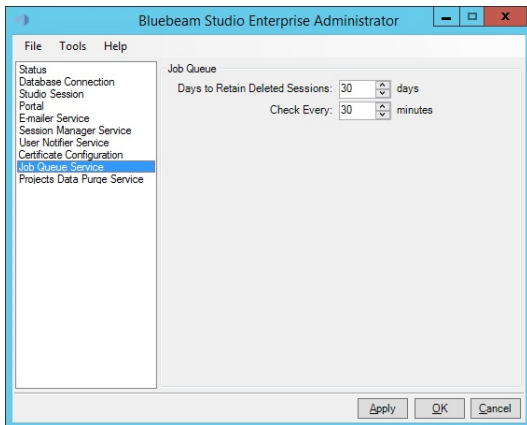 Bluebeam Studio Enterprise Administrator
x
File Tools Help
Status
Database Connection
Studio Session
Portal
E-mailer Service
Session Manager Service
User Notifier Service
Certificate Configuration
Job Queue Service
Projects Data Purge Service
Job Queue
Days to Retain Deleted Sessions: 30 days
Check Every: 30 minutes
Apply OK Cancel